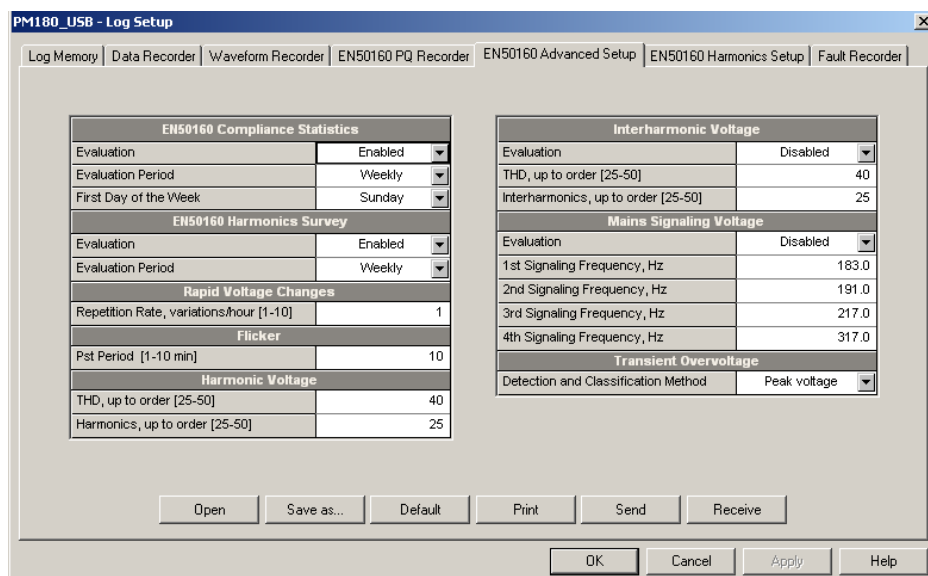 PM180_USB - Log Setup
Log Memory Data Recorder Waveform Recorder EN50160 PQ Recorder EN50160 Advanced Setup EN50160 Harmonics Setup Fault Recorder
EN50160 Compliance Statistics
Evaluation Enabled
Evaluation Period Weekly
First Day of the Week Sunday
EN50160 Harmonics Survey
Evaluation Enabled
Evaluation Period Weekly
Rapid Voltage Changes
Repetition Rate, variations/hour [1-10] 1
Flicker
Pst Period [1-10 min] 10
Harmonic Voltage
THD, up to order [25-50] 40
Harmonics, up to order [25-50] 25
Interharmonic Voltage
Evaluation Disabled
THD, up to order [25-50] 40
Interharmonics, up to order [25-50] 25
Mains Signaling Voltage
Evaluation Disabled
1st Signaling Frequency, Hz 183.0
2nd Signaling Frequency, Hz 191.0
3rd Signaling Frequency, Hz 217.0
4th Signaling Frequency, Hz 317.0
Transient Overvoltage
Detection and Classification Method Peak voltage
Open Save as... Default Print Send Receive
OK Cancel Apply Help